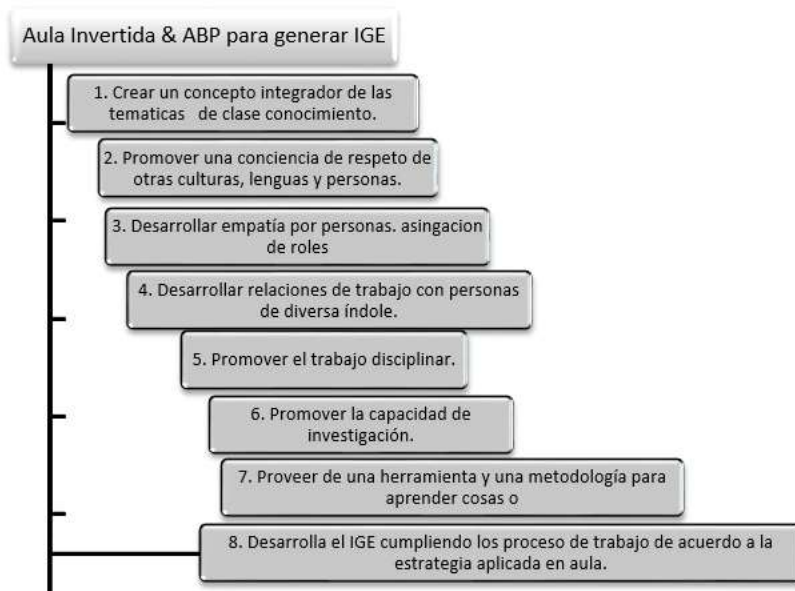 Aula Invertida & ABP para generar IGE
1. Crear un concepto integrador de las
tematicas de clase conocimiento.
2. Promover una conciencia de respeto de
otras culturas, lenguas y personas.
3. Desarrollar empatía por personas. asingacion
de roles
4. Desarrollar relaciones de trabajo con personas
de diversa índole.
5. Promover el trabajo disciplinar.
6. Promover la capacidad de
investigación.
7. Proveer de una herramienta y una metodología para
aprender cosas o
8. Desarrolla el IGE cumpliendo los proceso de trabajo de acuerdo a la
estrategia aplicada en aula.